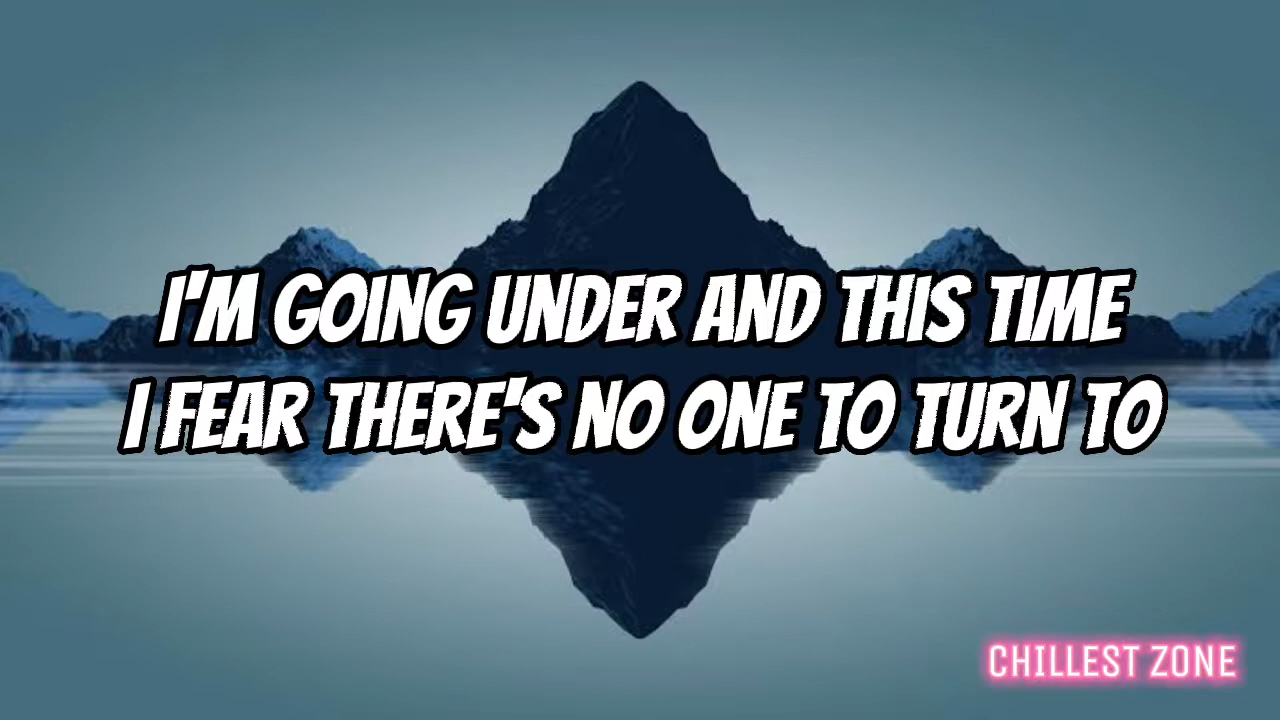 I'M GOING UNDER AND THIS TIME
I FEAR THERE'S NO ONE TO TURN TO
CHILLEST ZONE